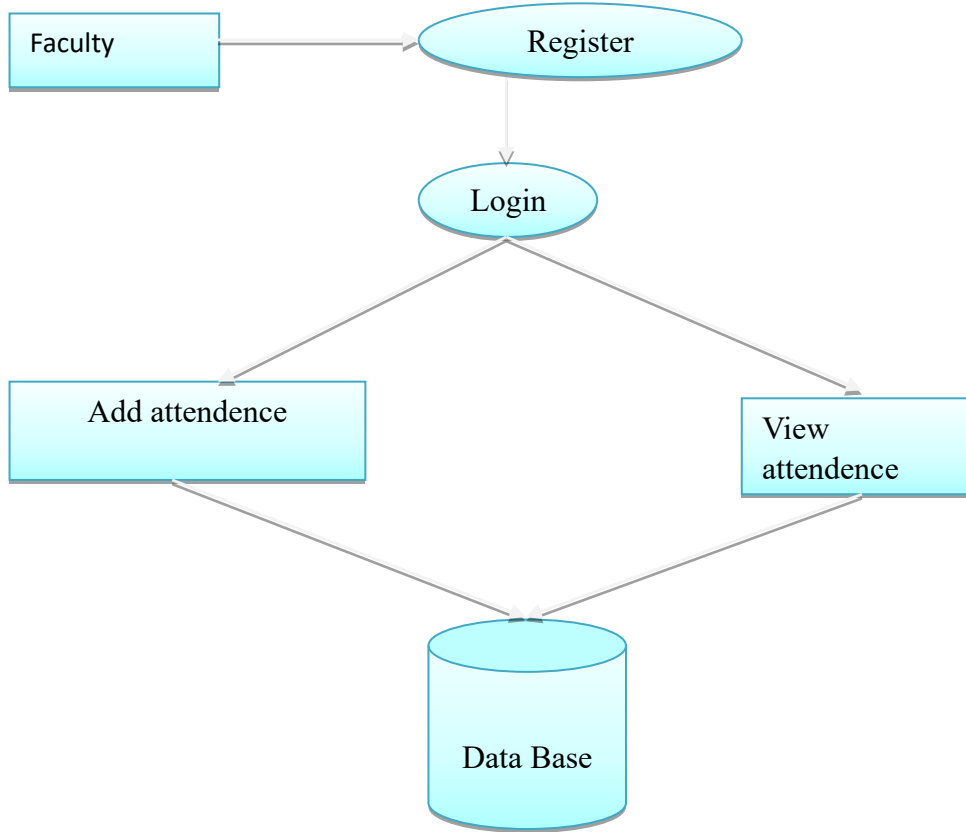 Faculty
Register
Login
Add attendence
View
attendence
Data Base